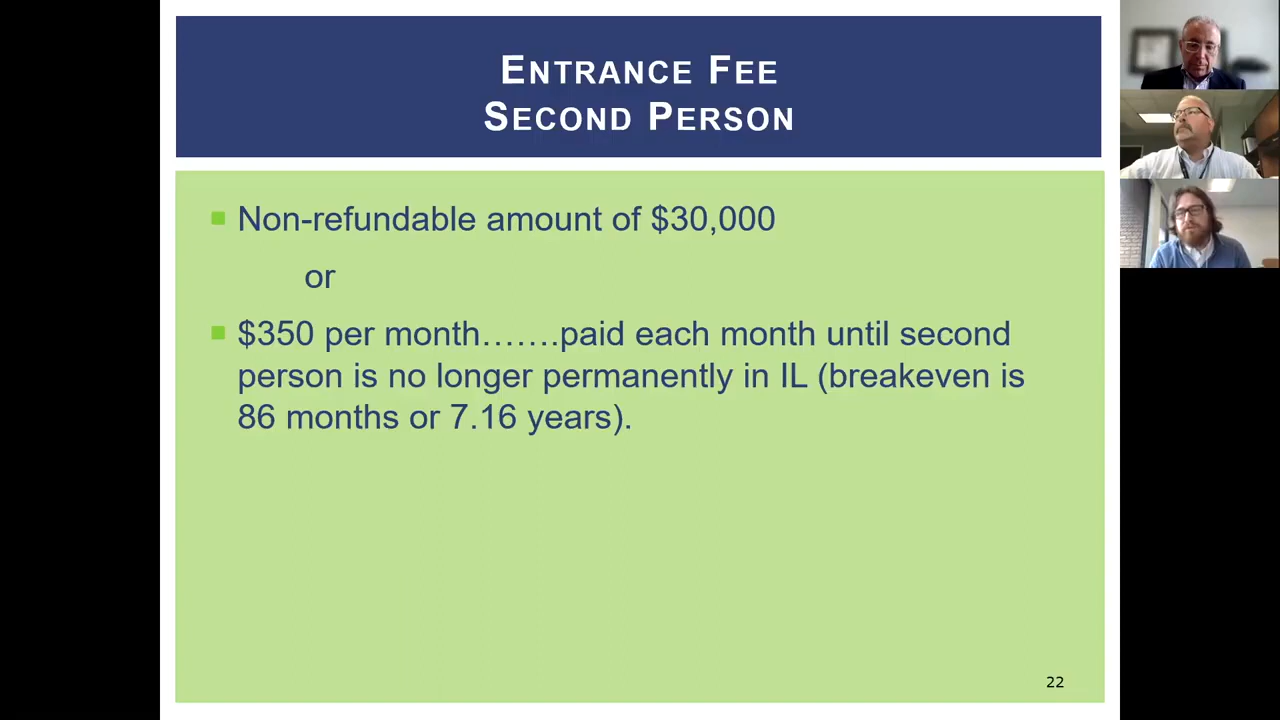 ENTRANCE FEE
SECOND PERSON
Non-refundable amount of $30,000
or
$350 per month…….paid each month until second
person is no longer permanently in IL (breakeven is
86 months or 7.16 years).
22